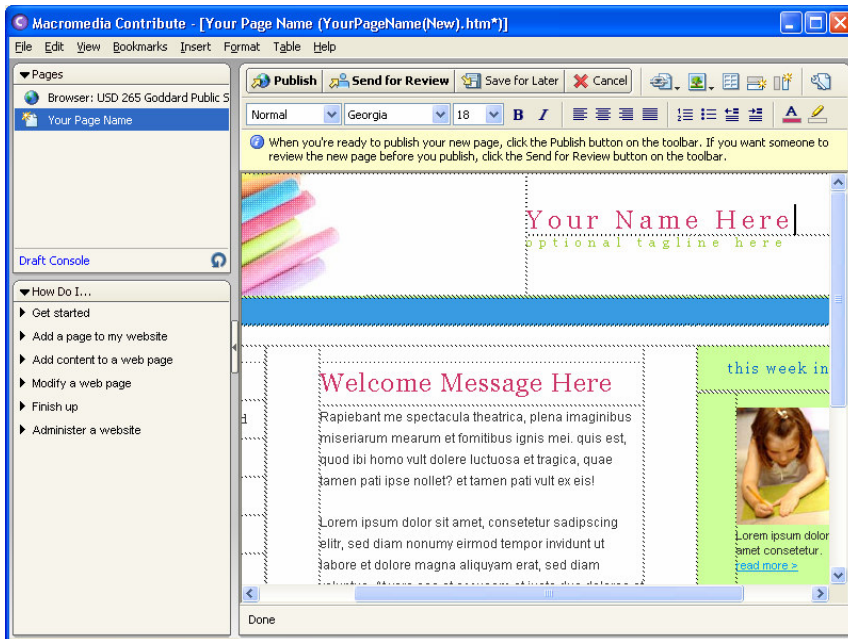 Macromedia Contribute - [Your Page Name (YourPageName(New).htm*)]
File Edit View Bookmarks Insert Format Table Help
Pages
Browser: USD 265 Goddard Public S
Your Page Name
Draft Console
How Do I...
Get started
Add a page to my website
Add content to a web page
Modify a web page
Finish up
Administer a website
Publish Send for Review Save for Later Cancel
Normal Georgia 18 B I A
When you're ready to publish your new page, click the Publish button on the toolbar. If you want someone to
review the new page before you publish, click the Send for Review button on the toolbar.
Your Name Here
optional tagline here
d
Welcome Message Here
Rapiebant me spectacula theatrica, plena imaginibus
miseriarum mearum et fomitibus ignis mei. quis est,
quod ibi homo vult dolere luctuosa et tragica, quae
tamen pati ipse nollet? et tamen pati vult ex eis!
Lorem ipsum dolor sit amet, consetetur sadipscing
elitr, sed diam nonumy eirmod tempor invidunt ut
labore et dolore magna aliquyam erat, sed diam
this week in
Lorem ipsum dolor
amet consetetur.
read more »
Done